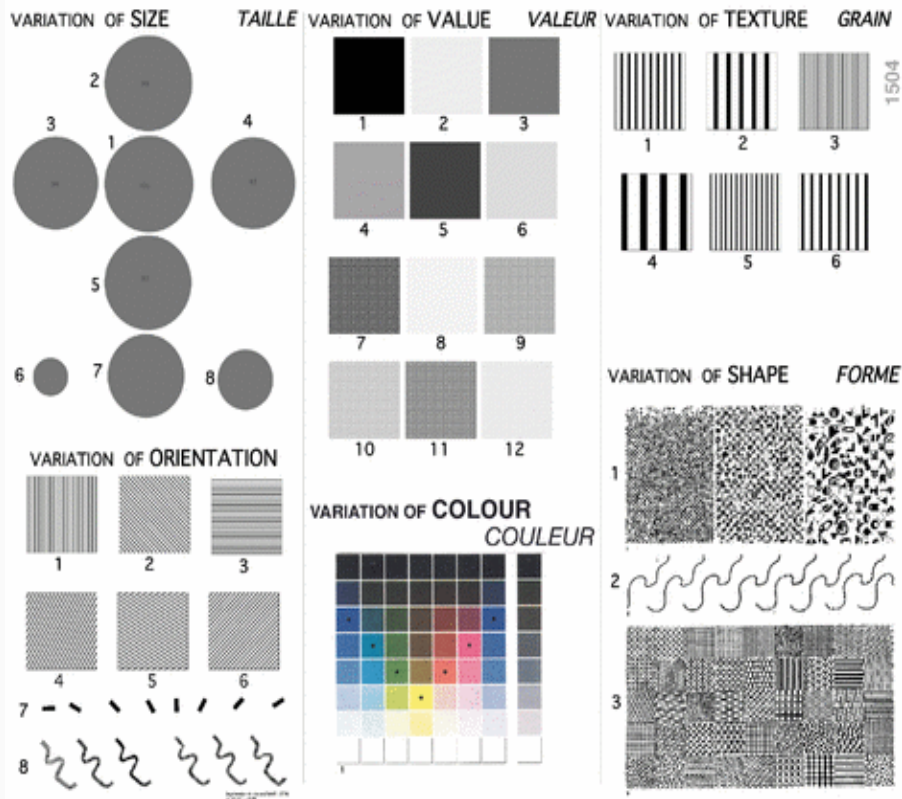 VARIATION OF SIZE TAILLE
2
3
1
4
5
6
7
8
VARIATION OF ORIENTATION
1 2 3
4 5 6
7
8
VARIATION OF VALUE VALEUR
1 2 3
4 5 6
7 8 9
10 11 12
VARIATION OF COLOUR
COULEUR
1
VARIATION OF TEXTURE GRAIN
1504
1 2 3
4 5 6
VARIATION OF SHAPE FORME
1
2
3